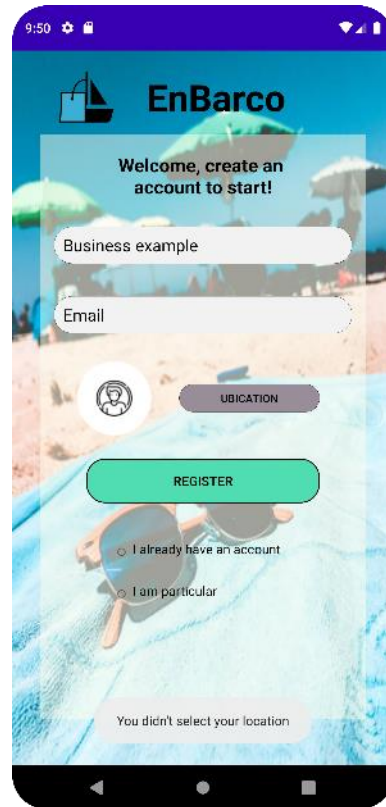 9:50
EnBarco
Welcome, create an
account to start!
Business example
Email
UBICATION
REGISTER
I already have an account
I am particular
You didn't select your location